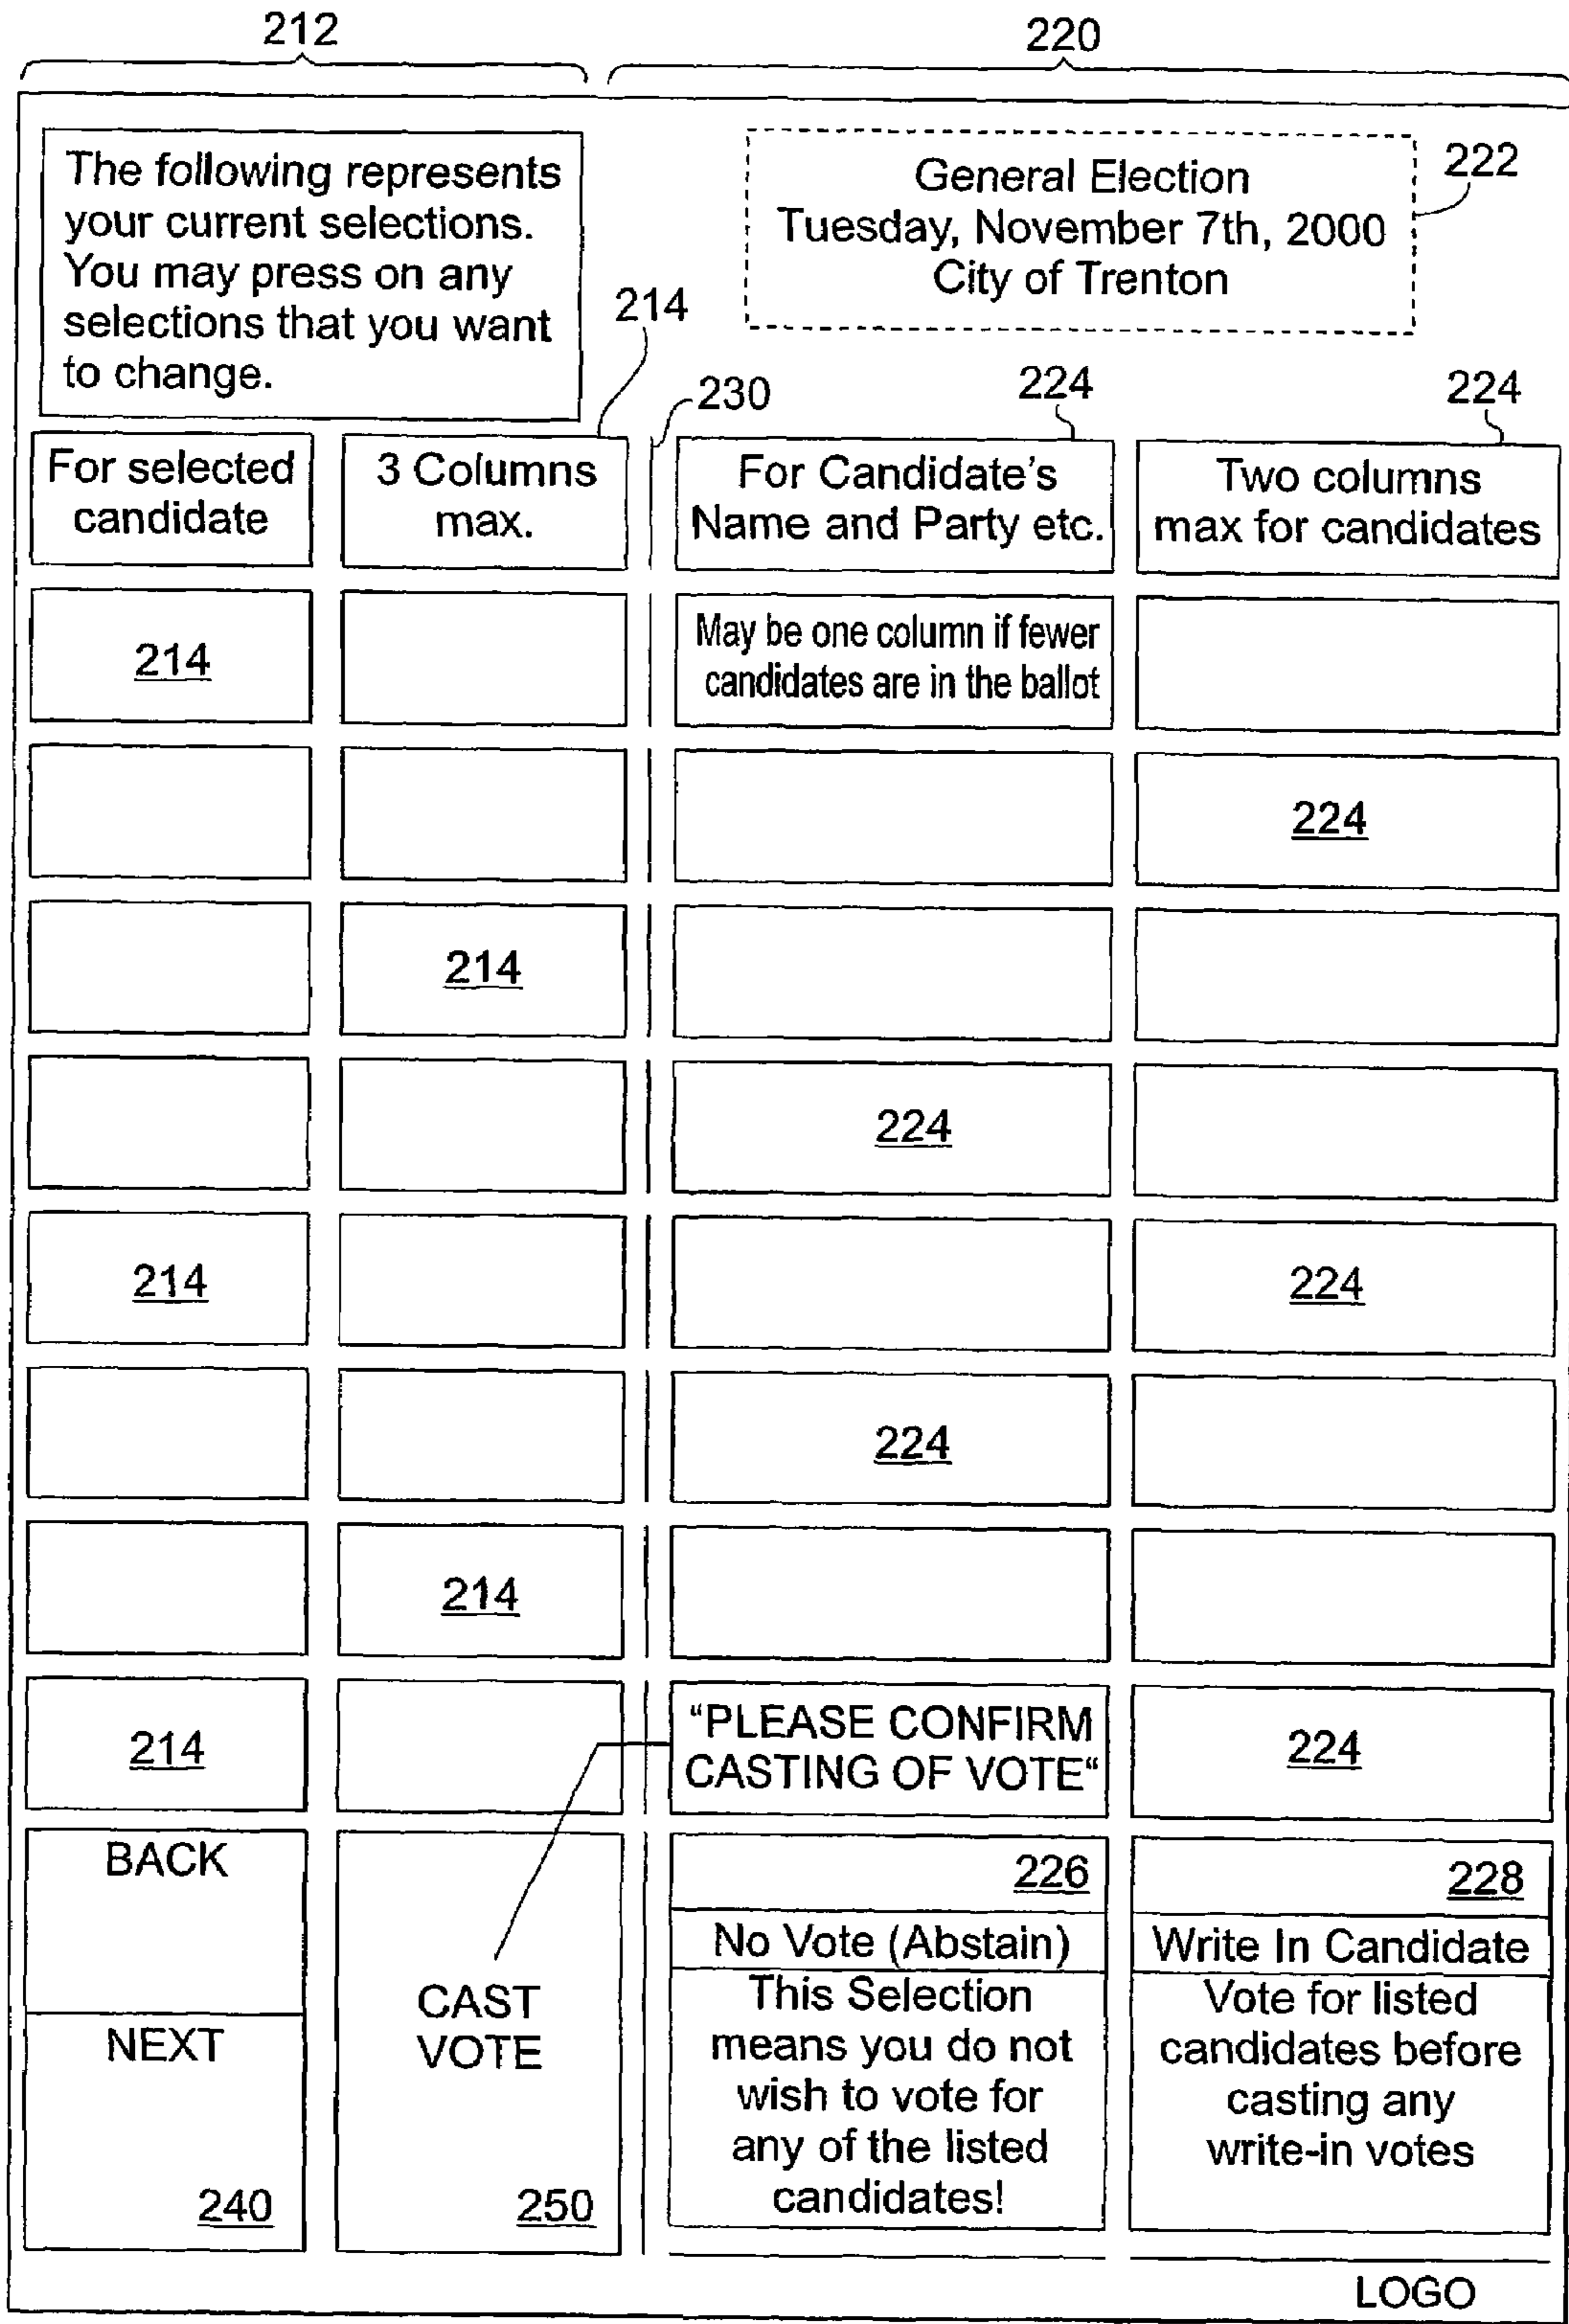 212
220
The following represents
your current selections.
You may press on any
selections that you want
to change.
General Election
Tuesday, November 7th, 2000
City of Trenton
222
214
230
224
224
For selected
candidate
3 Columns
max.
For Candidate's
Name and Party etc.
Two columns
max for candidates
214
May be one column if fewer
candidates are in the ballot
224
214
224
214
224
224
214
214
"PLEASE CONFIRM
CASTING OF VOTE"
224
BACK
NEXT
240
CAST
VOTE
250
226
No Vote (Abstain)
This Selection
means you do not
wish to vote for
any of the listed
candidates!
228
Write In Candidate
Vote for listed
candidates before
casting any
write-in votes
LOGO